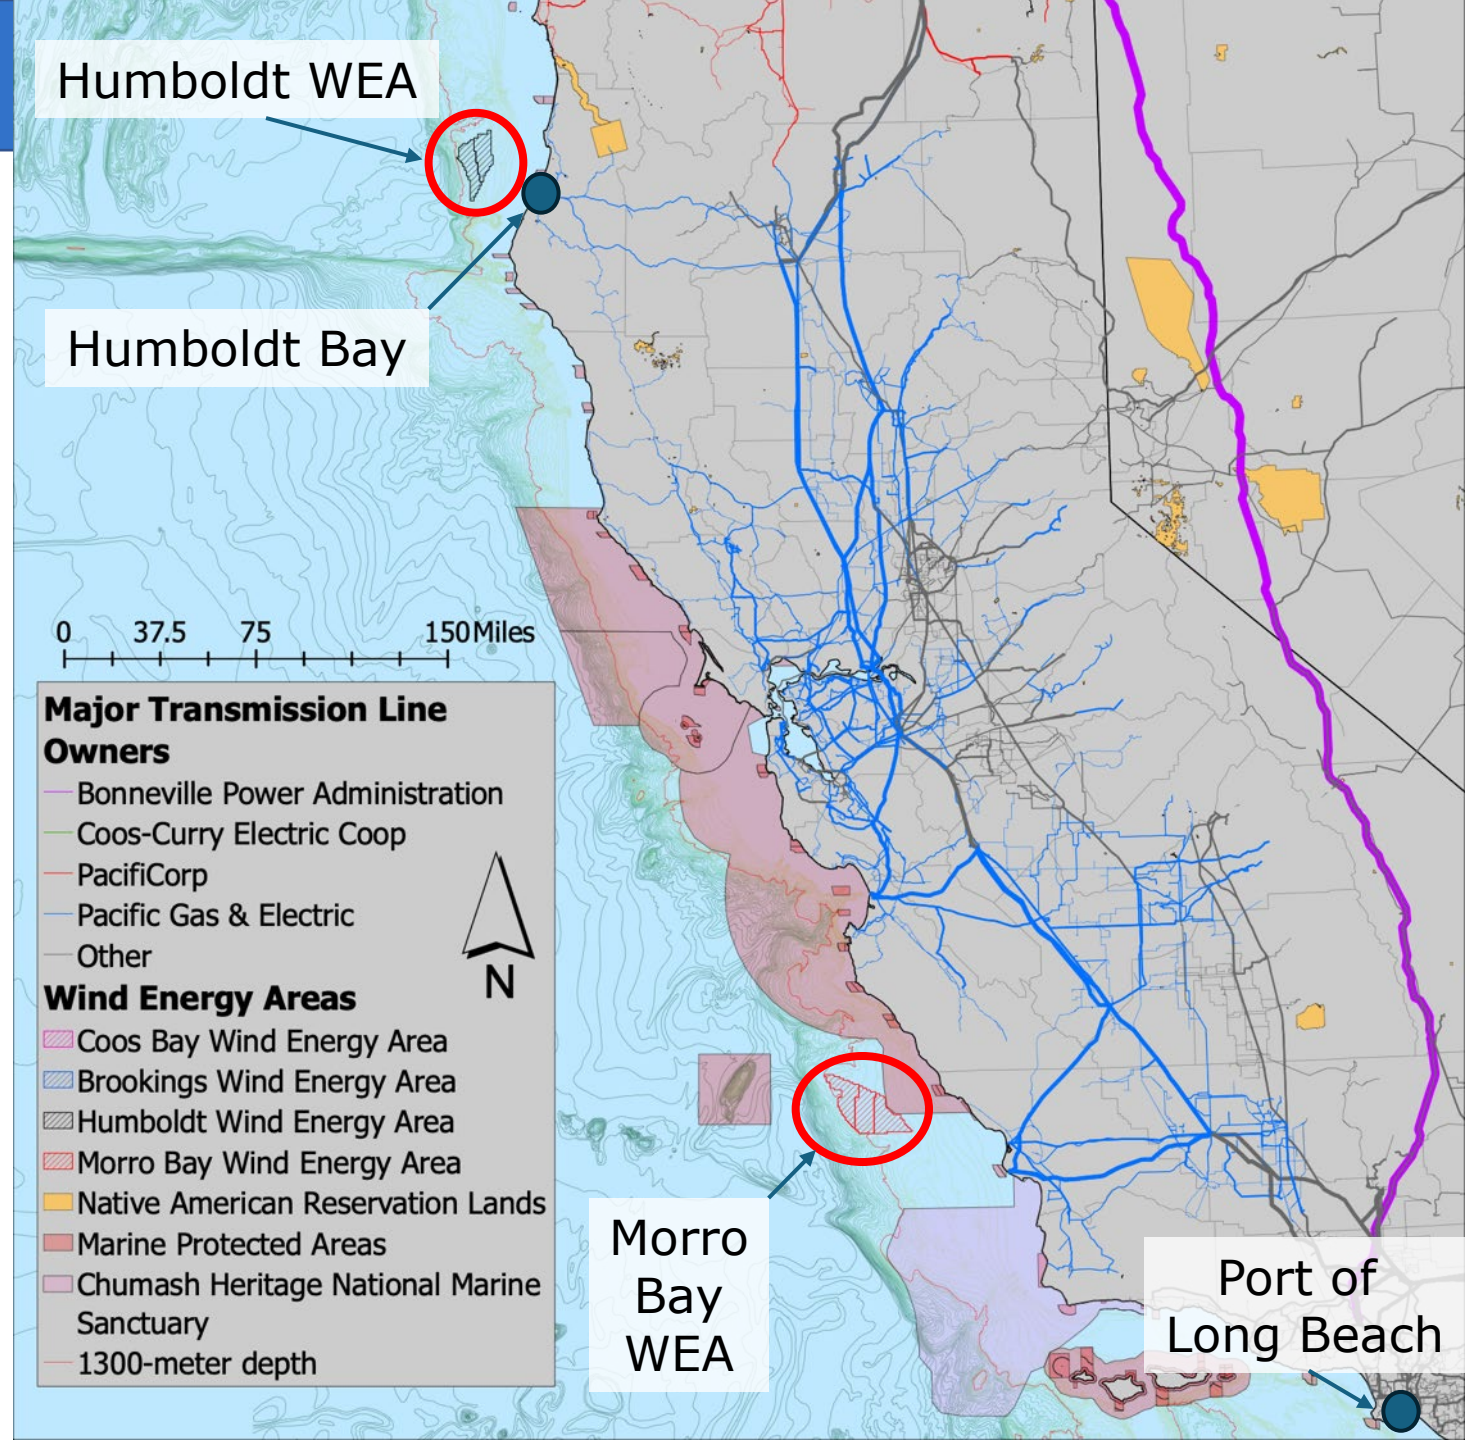 Humboldt WEA
Humboldt Bay
0 37.5 75 150 Miles
Major Transmission Line
Owners
Bonneville Power Administration
Coos-Curry Electric Coop
PacifiCorp
Pacific Gas & Electric
Other
N
Wind Energy Areas
Coos Bay Wind Energy Area
Brookings Wind Energy Area
Humboldt Wind Energy Area
Morro Bay Wind Energy Area
Native American Reservation Lands
Marine Protected Areas
Chumash Heritage National Marine
Sanctuary
1300-meter depth
Morro
Bay
WEA
Port of
Long Beach